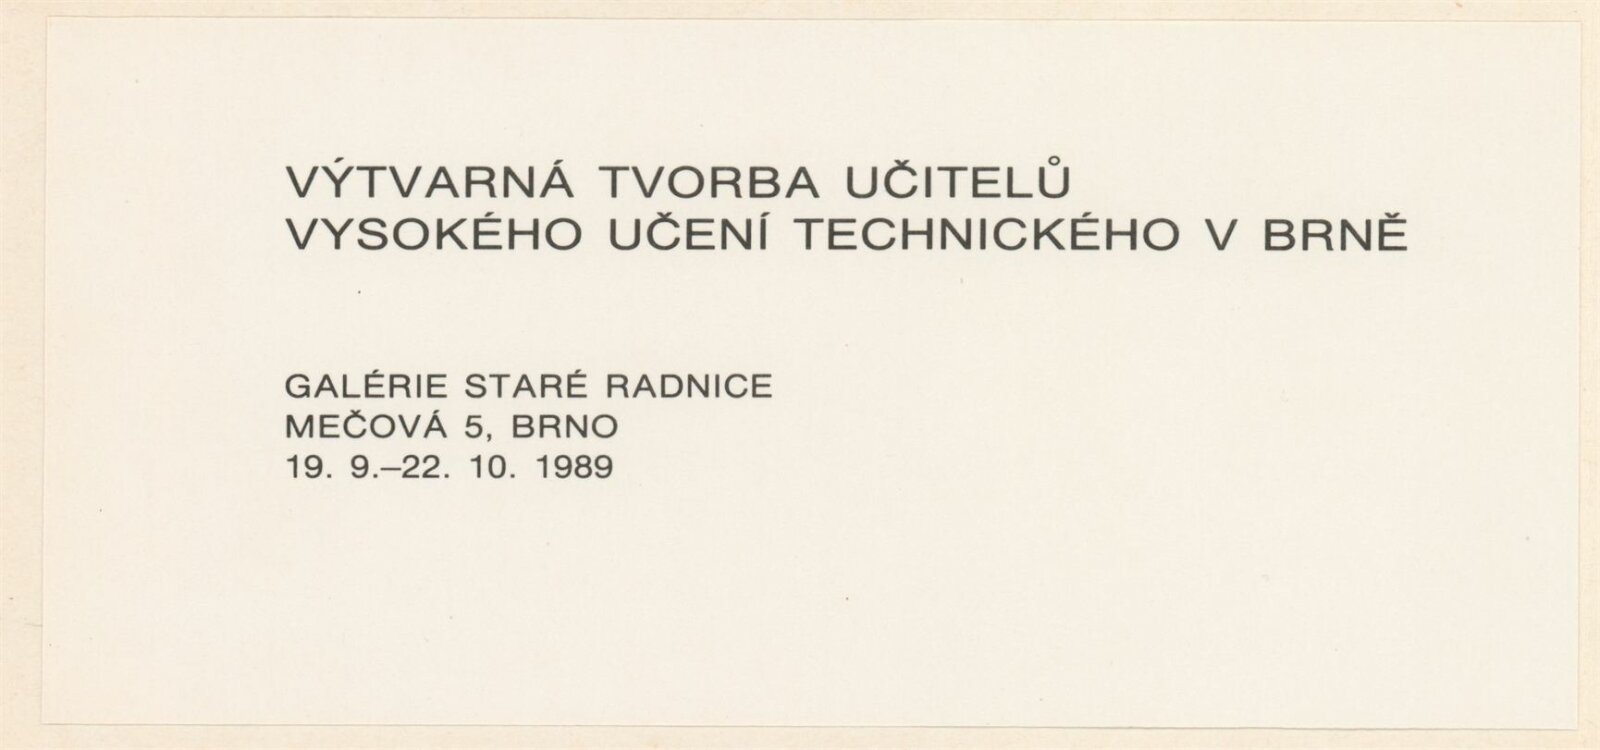 VÝTVARNÁ TVORBA UČITELŮ
VYSOKÉHO UČENÍ TECHNICKÉHO V BRNĚ
GALÉRIE STARÉ RADNICE
MEČOVÁ 5, BRNO
19. 9.–22. 10. 1989